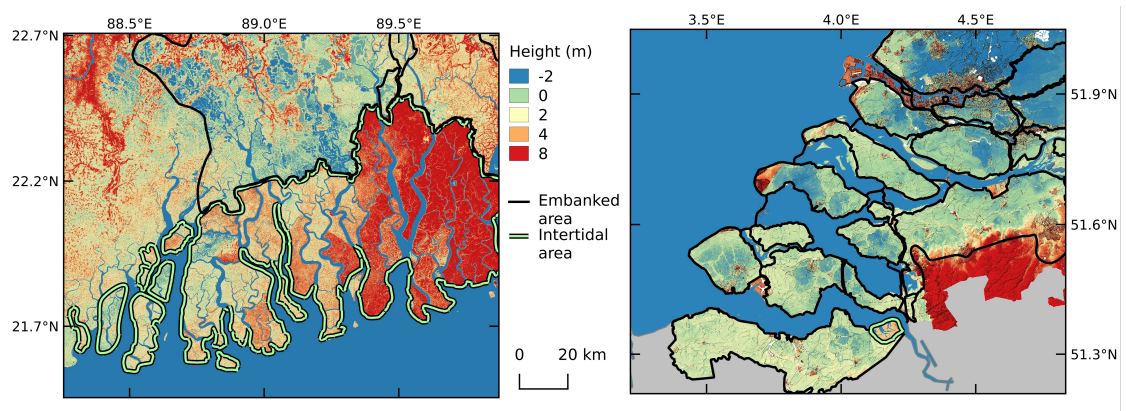 88.5°E 89.0°E 89.5°E
22.7°N
22.2°N
21.7°N
Height (m)
-2
0
2
4
8
Embanked
area
Intertidal
area
0 20 km
3.5°E 4.0°E 4.5°E
51.9°N
51.6°N
51.3°N